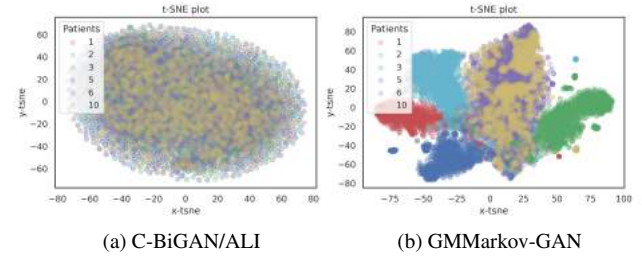 t-SNE plot
Patients
1
2
3
5
6
10
y-tsne
60
40
20
0
−20
−40
−60
−60 −40 −20 0 20 40 60 80
x-tsne
(a) C-BiGAN/ALI
t-SNE plot
Patients
1
2
3
5
6
10
y-tsne
80
60
40
20
0
−20
−40
−60
−80
−75 −50 −25 0 25 50 75 100
x-tsne
(b) GMMarkov-GAN